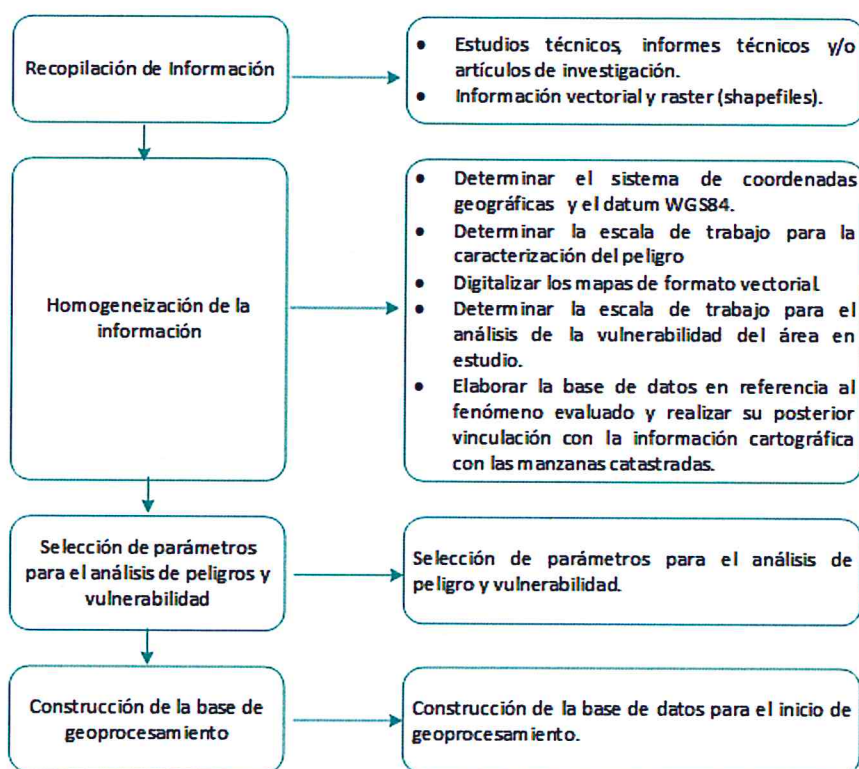 Recopilación de Información
● Estudios técnicos, informes técnicos y/o
artículos de investigación.
● Información vectorial y raster (shapefiles).
Homogeneización de la
información
● Determinar el sistema de coordenadas
geográficas y el datum WGS84.
● Determinar la escala de trabajo para la
caracterización del peligro
● Digitalizar los mapas de formato vectorial.
● Determinar la escala de trabajo para el
análisis de la vulnerabilidad del área en
estudio.
● Elaborar la base de datos en referencia al
fenómeno evaluado y realizar su posterior
vinculación con la información cartográfica
con las manzanas catastradas.
Selección de parámetros
para el análisis de peligros y
vulnerabilidad
Selección de parámetros para el análisis de
peligro y vulnerabilidad.
Construcción de la base de
geoprocesamiento
Construcción de la base de datos para el inicio de
geoprocesamiento.